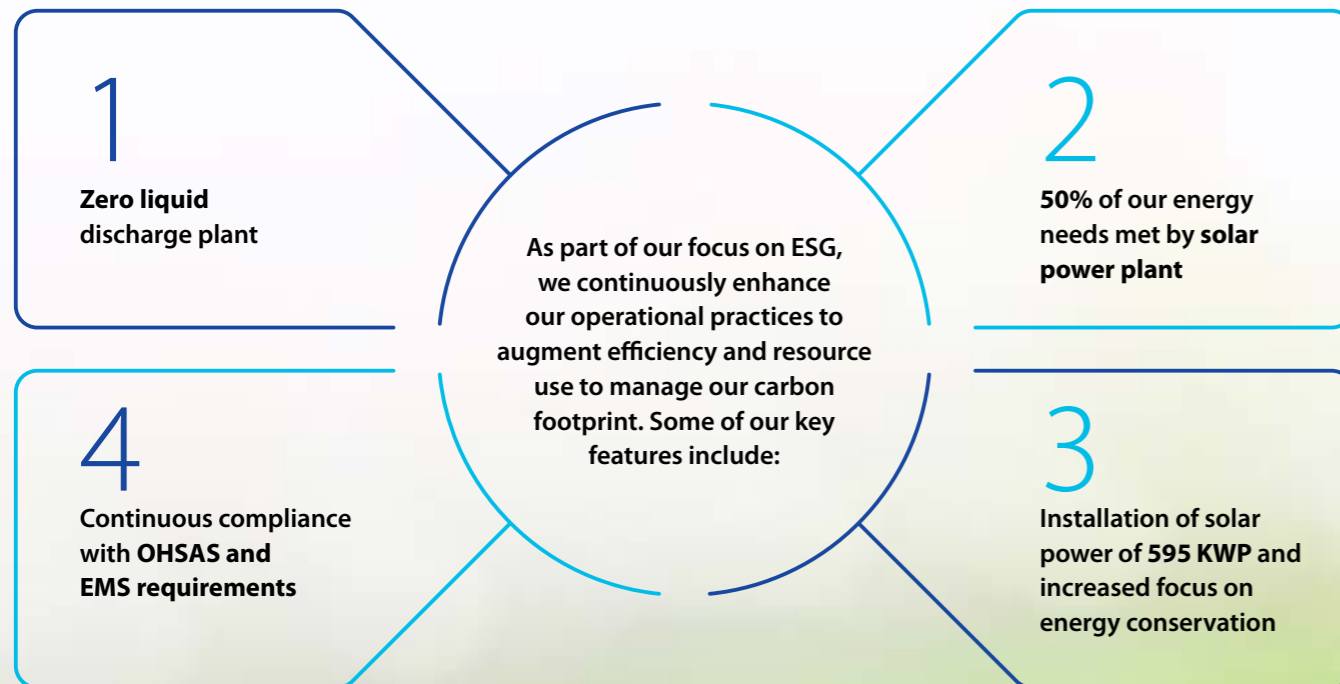 1
Zero liquid
discharge plant
2
50% of our energy
needs met by solar
power plant
As part of our focus on ESG,
we continuously enhance
our operational practices to
augment efficiency and resource
use to manage our carbon
footprint. Some of our key
features include:
4
Continuous compliance
with OHSAS and
EMS requirements
3
Installation of solar
power of 595 KWP and
increased focus on
energy conservation